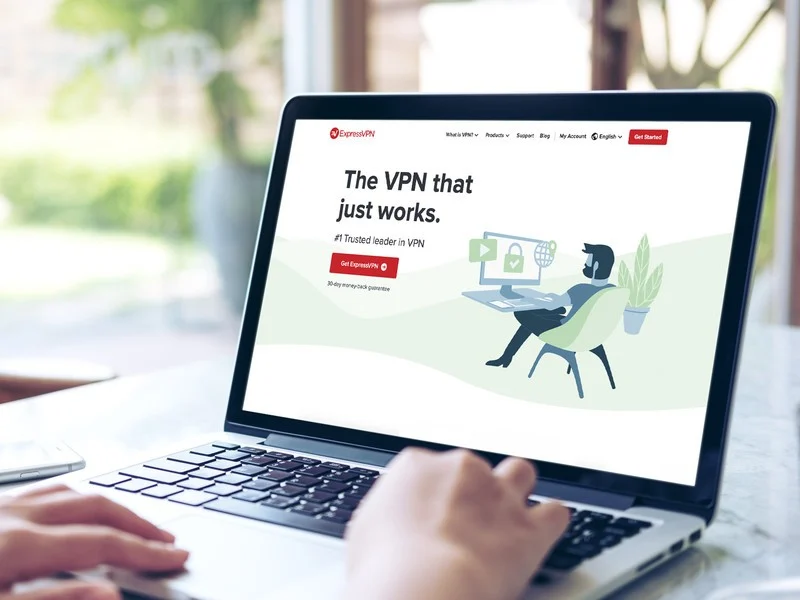 ExpressVPN
What is VPN?
Products
Support
Blog
My Account
English
Get Started
The VPN that
just works.
#1 Trusted leader in VPN
Get ExpressVPN
30-day money-back guarantee